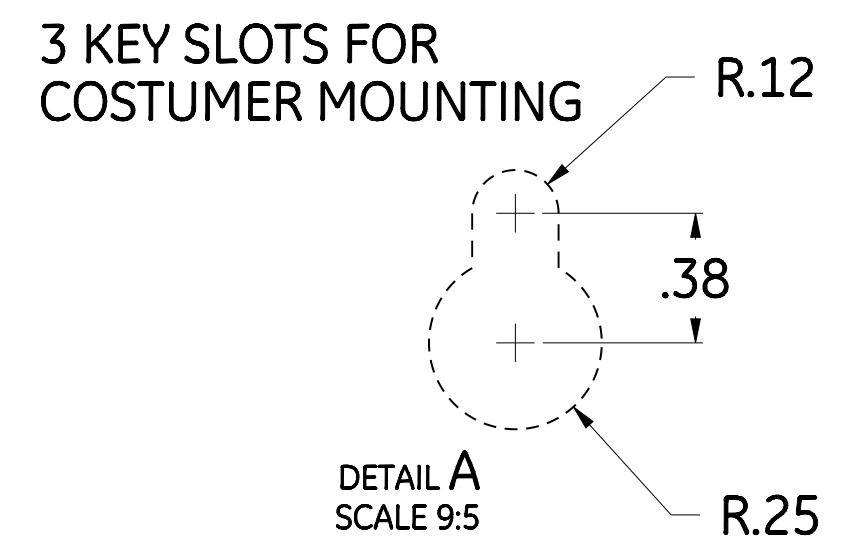 3 KEY SLOTS FOR
COSTUMER MOUNTING
R.12
.38
R.25
DETAIL A
SCALE 9:5